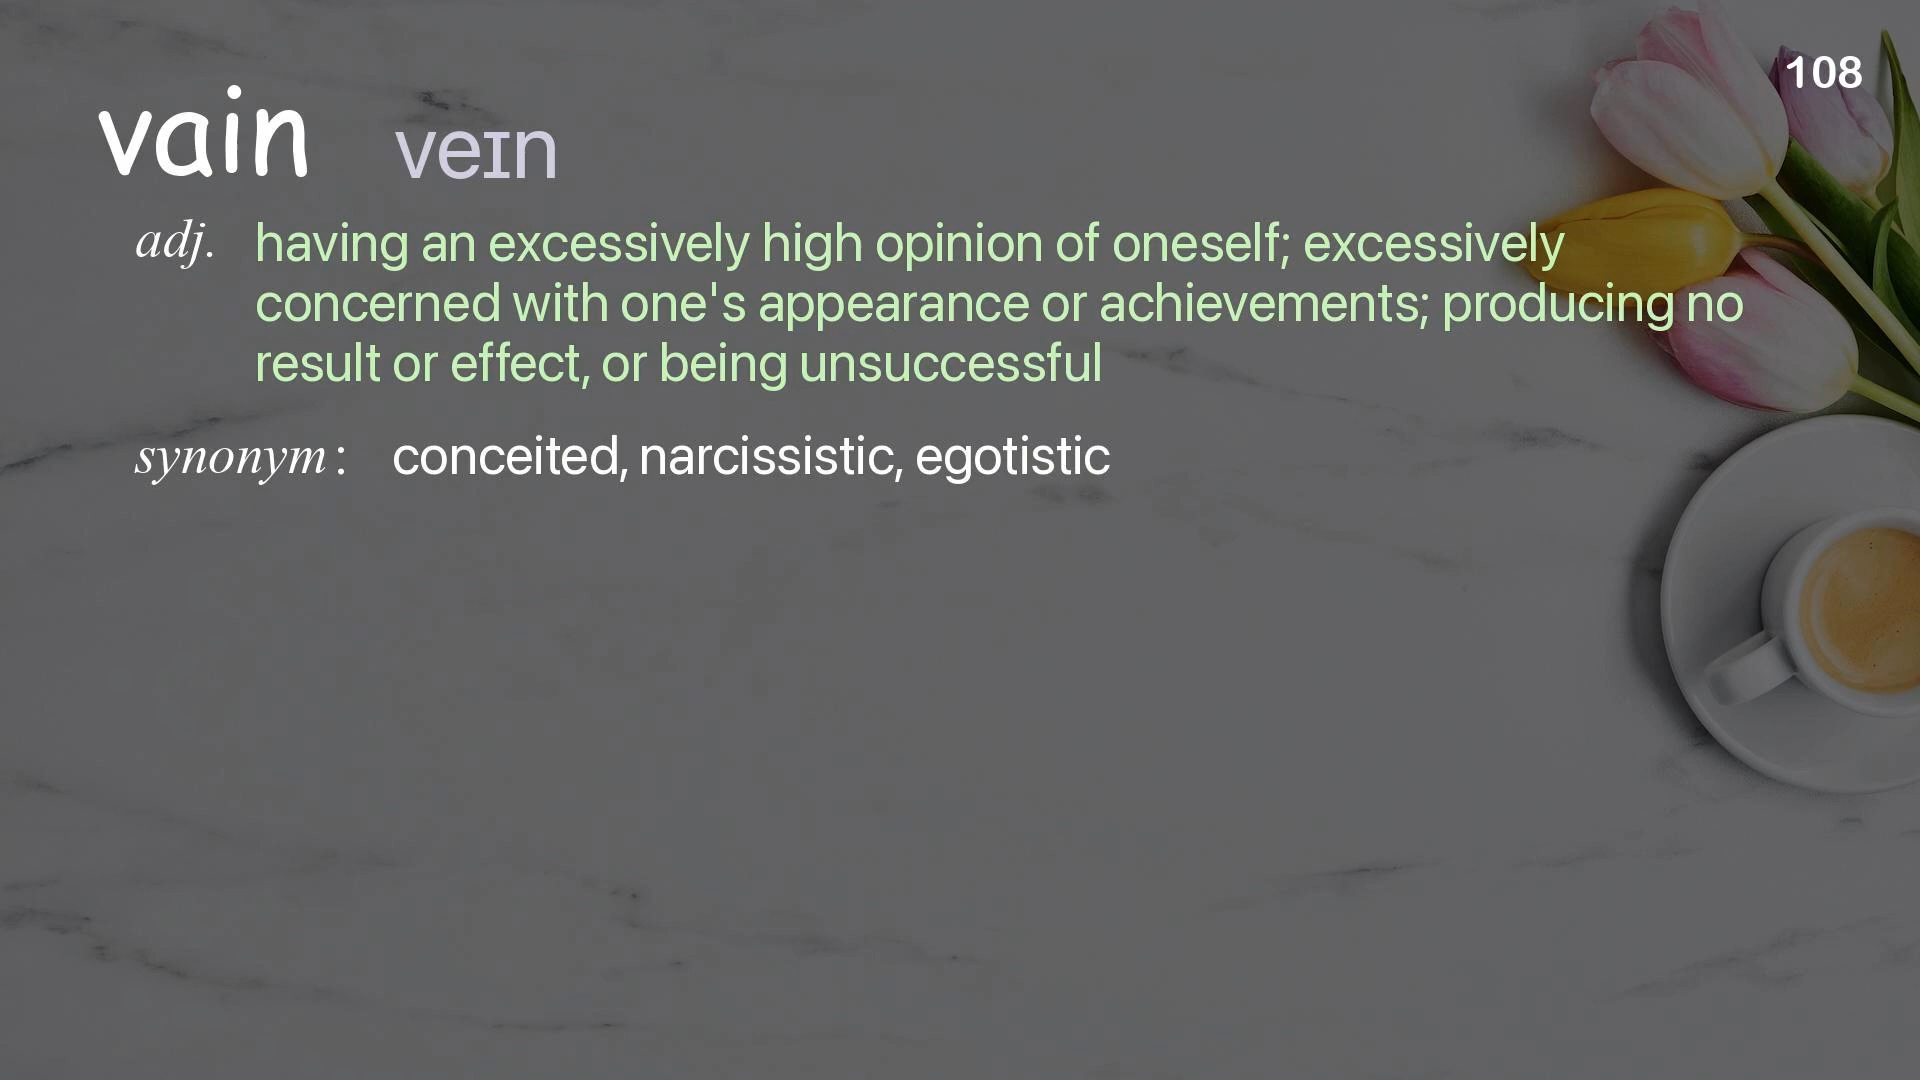 108
vain veɪn
adj. having an excessively high opinion of oneself; excessively
concerned with one's appearance or achievements; producing no
result or effect, or being unsuccessful
synonym : conceited, narcissistic, egotistic